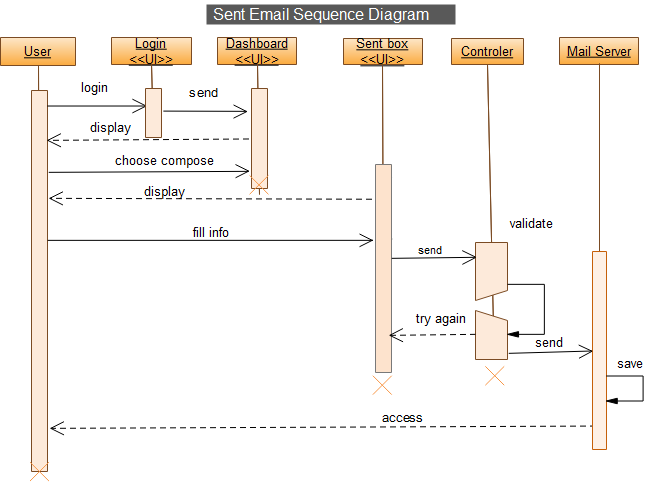 Sent Email Sequence Diagram
User
Login
<<UI>>
Dashboard
<<UI>>
Sent box
<<UI>>
Controler
Mail Server
login
send
display
choose compose
display
validate
fill info
send
try again
send
save
access